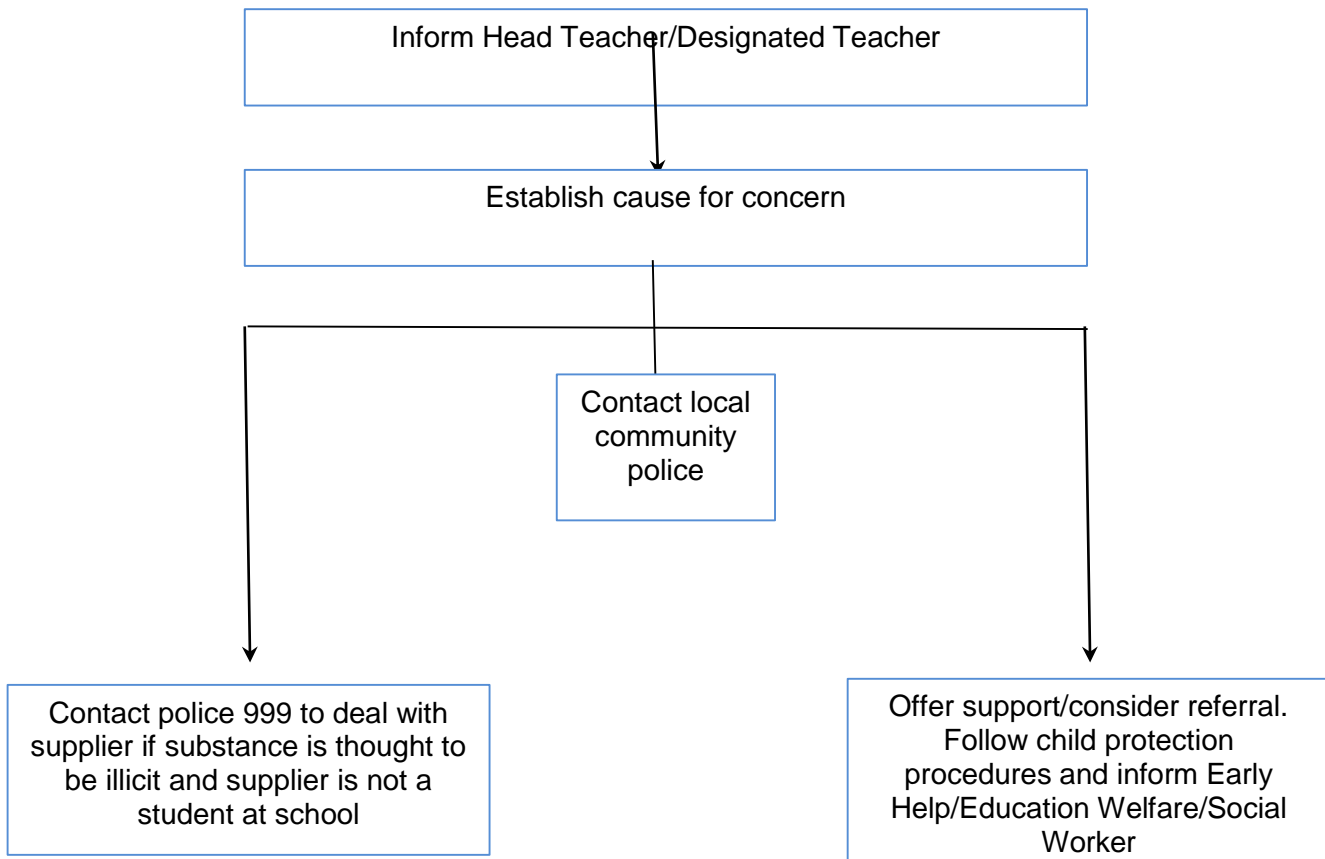 Inform Head Teacher/Designated Teacher
Establish cause for concern
Contact local
community
police
Contact police 999 to deal with
supplier if substance is thought to
be illicit and supplier is not a
student at school
Offer support/consider referral.
Follow child protection
procedures and inform Early
Help/Education Welfare/Social
Worker